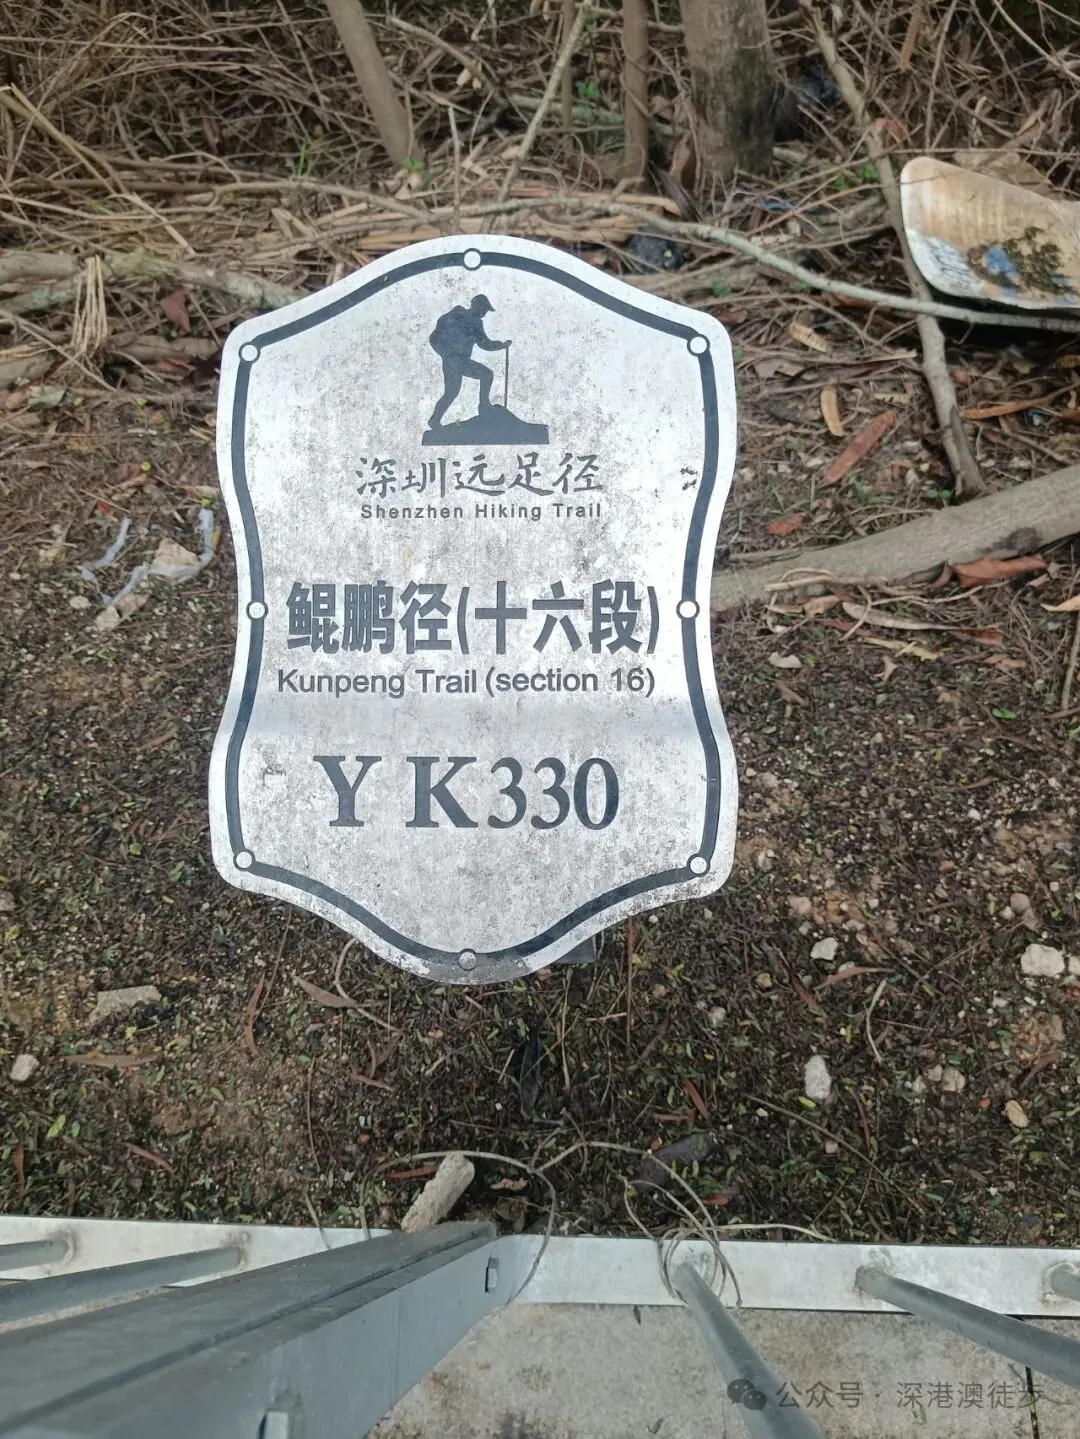 深圳远足径
Shenzhen Hiking Trail
鲲鹏径(十六段)
Kunpeng Trail (section 16)
Y K330
公众号·深港澳徒步